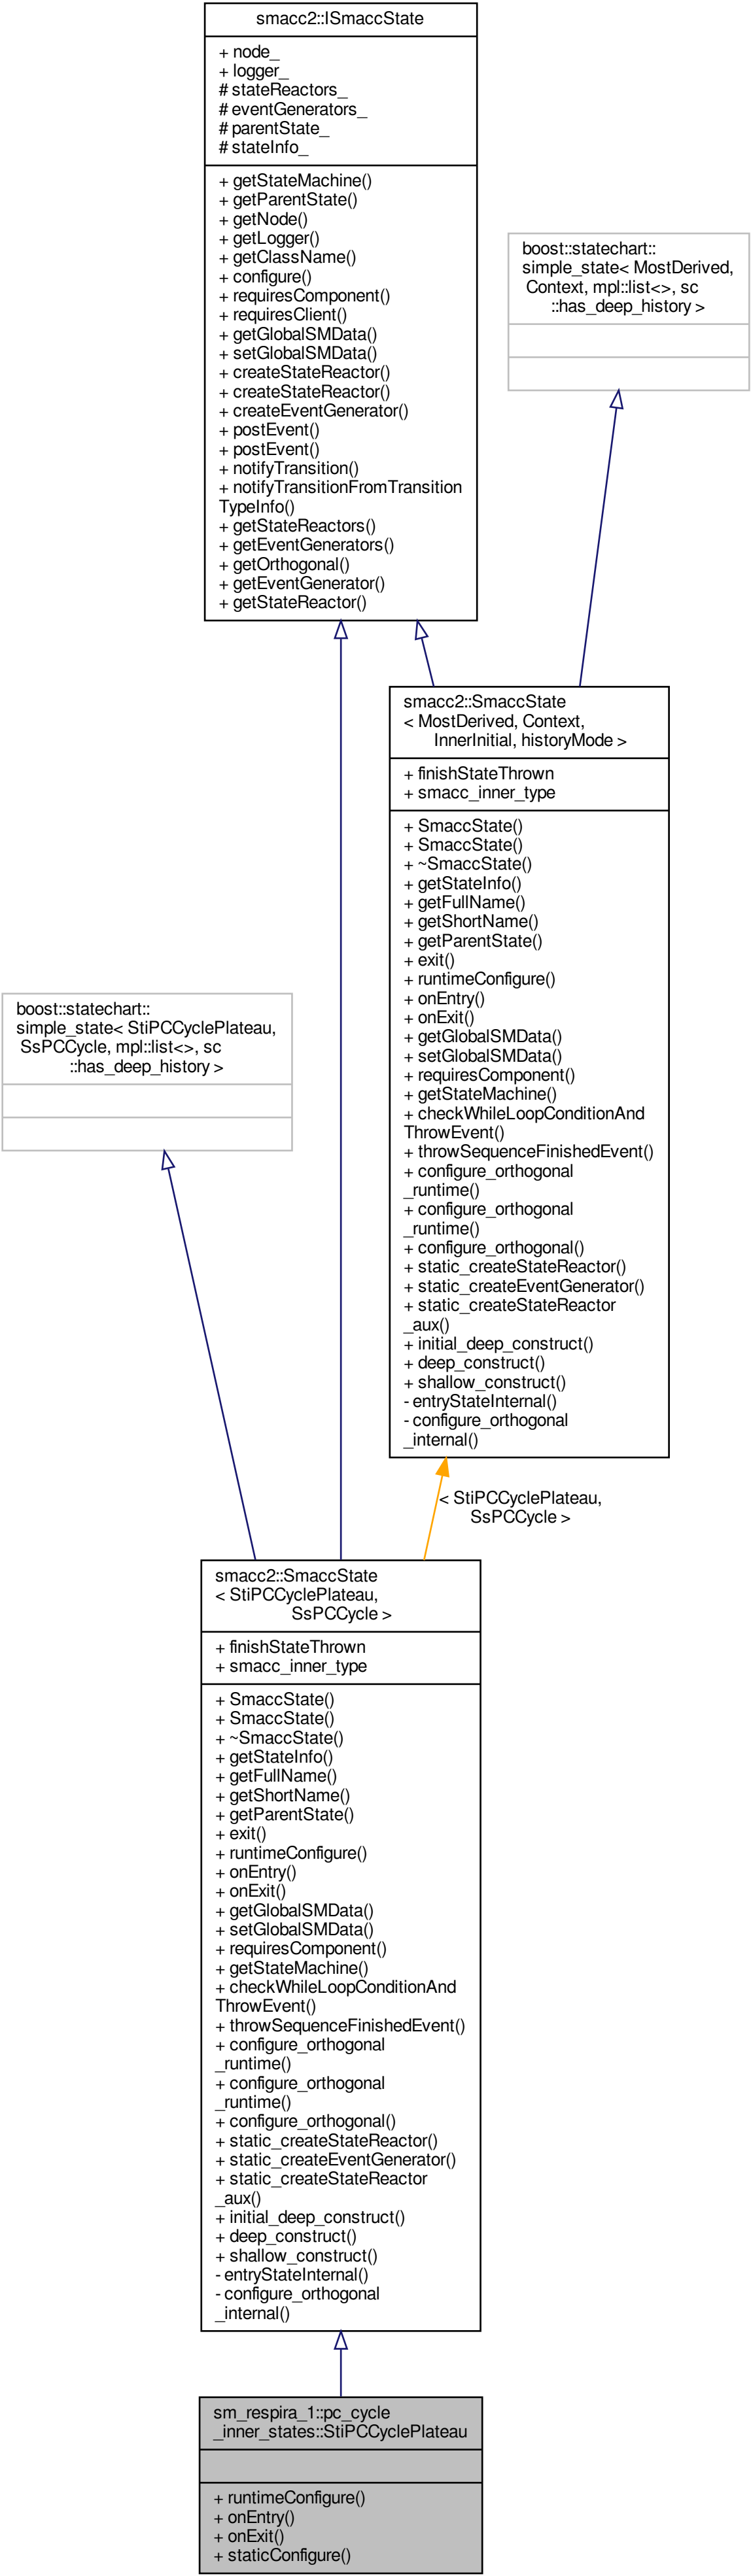 smacc2::ISmaccState
+ node_
+ logger_
# stateReactors_
# eventGenerators_
# parentState_
# stateInfo_
+ getStateMachine()
+ getParentState()
+ getNode()
+ getLogger()
+ getClassName()
+ configure()
+ requiresComponent()
+ requiresClient()
+ getGlobalSMData()
+ setGlobalSMData()
+ createStateReactor()
+ createStateReactor()
+ createEventGenerator()
+ postEvent()
+ postEvent()
+ notifyTransition()
+ notifyTransitionFromTransition
TypeInfo()
+ getStateReactors()
+ getEventGenerators()
+ getOrthogonal()
+ getEventGenerator()
+ getStateReactor()
boost::statechart::
simple_state< MostDerived,
Context, mpl::list<>, sc
::has_deep_history >
smacc2::SmaccState
< MostDerived, Context,
InnerInitial, historyMode >
+ finishStateThrown
+ smacc_inner_type
+ SmaccState()
+ SmaccState()
+ ~SmaccState()
+ getStateInfo()
+ getFullName()
+ getShortName()
+ getParentState()
+ exit()
+ runtimeConfigure()
+ onEntry()
+ onExit()
+ getGlobalSMData()
+ setGlobalSMData()
+ requiresComponent()
+ getStateMachine()
+ checkWhileLoopConditionAnd
ThrowEvent()
+ throwSequenceFinishedEvent()
+ configure_orthogonal
_runtime()
+ configure_orthogonal
_runtime()
+ configure_orthogonal()
+ static_createStateReactor()
+ static_createEventGenerator()
+ static_createStateReactor
_aux()
+ initial_deep_construct()
+ deep_construct()
+ shallow_construct()
- entryStateInternal()
- configure_orthogonal
_internal()
boost::statechart::
simple_state< StiPCCyclePlateau,
SsPCCycle, mpl::list<>, sc
::has_deep_history >
< StiPCCyclePlateau,
SsPCCycle >
smacc2::SmaccState
< StiPCCyclePlateau,
SsPCCycle >
+ finishStateThrown
+ smacc_inner_type
+ SmaccState()
+ SmaccState()
+ ~SmaccState()
+ getStateInfo()
+ getFullName()
+ getShortName()
+ getParentState()
+ exit()
+ runtimeConfigure()
+ onEntry()
+ onExit()
+ getGlobalSMData()
+ setGlobalSMData()
+ requiresComponent()
+ getStateMachine()
+ checkWhileLoopConditionAnd
ThrowEvent()
+ throwSequenceFinishedEvent()
+ configure_orthogonal
_runtime()
+ configure_orthogonal
_runtime()
+ configure_orthogonal()
+ static_createStateReactor()
+ static_createEventGenerator()
+ static_createStateReactor
_aux()
+ initial_deep_construct()
+ deep_construct()
+ shallow_construct()
- entryStateInternal()
- configure_orthogonal
_internal()
sm_respira_1::pc_cycle
_inner_states::StiPCCyclePlateau
+ runtimeConfigure()
+ onEntry()
+ onExit()
+ staticConfigure()